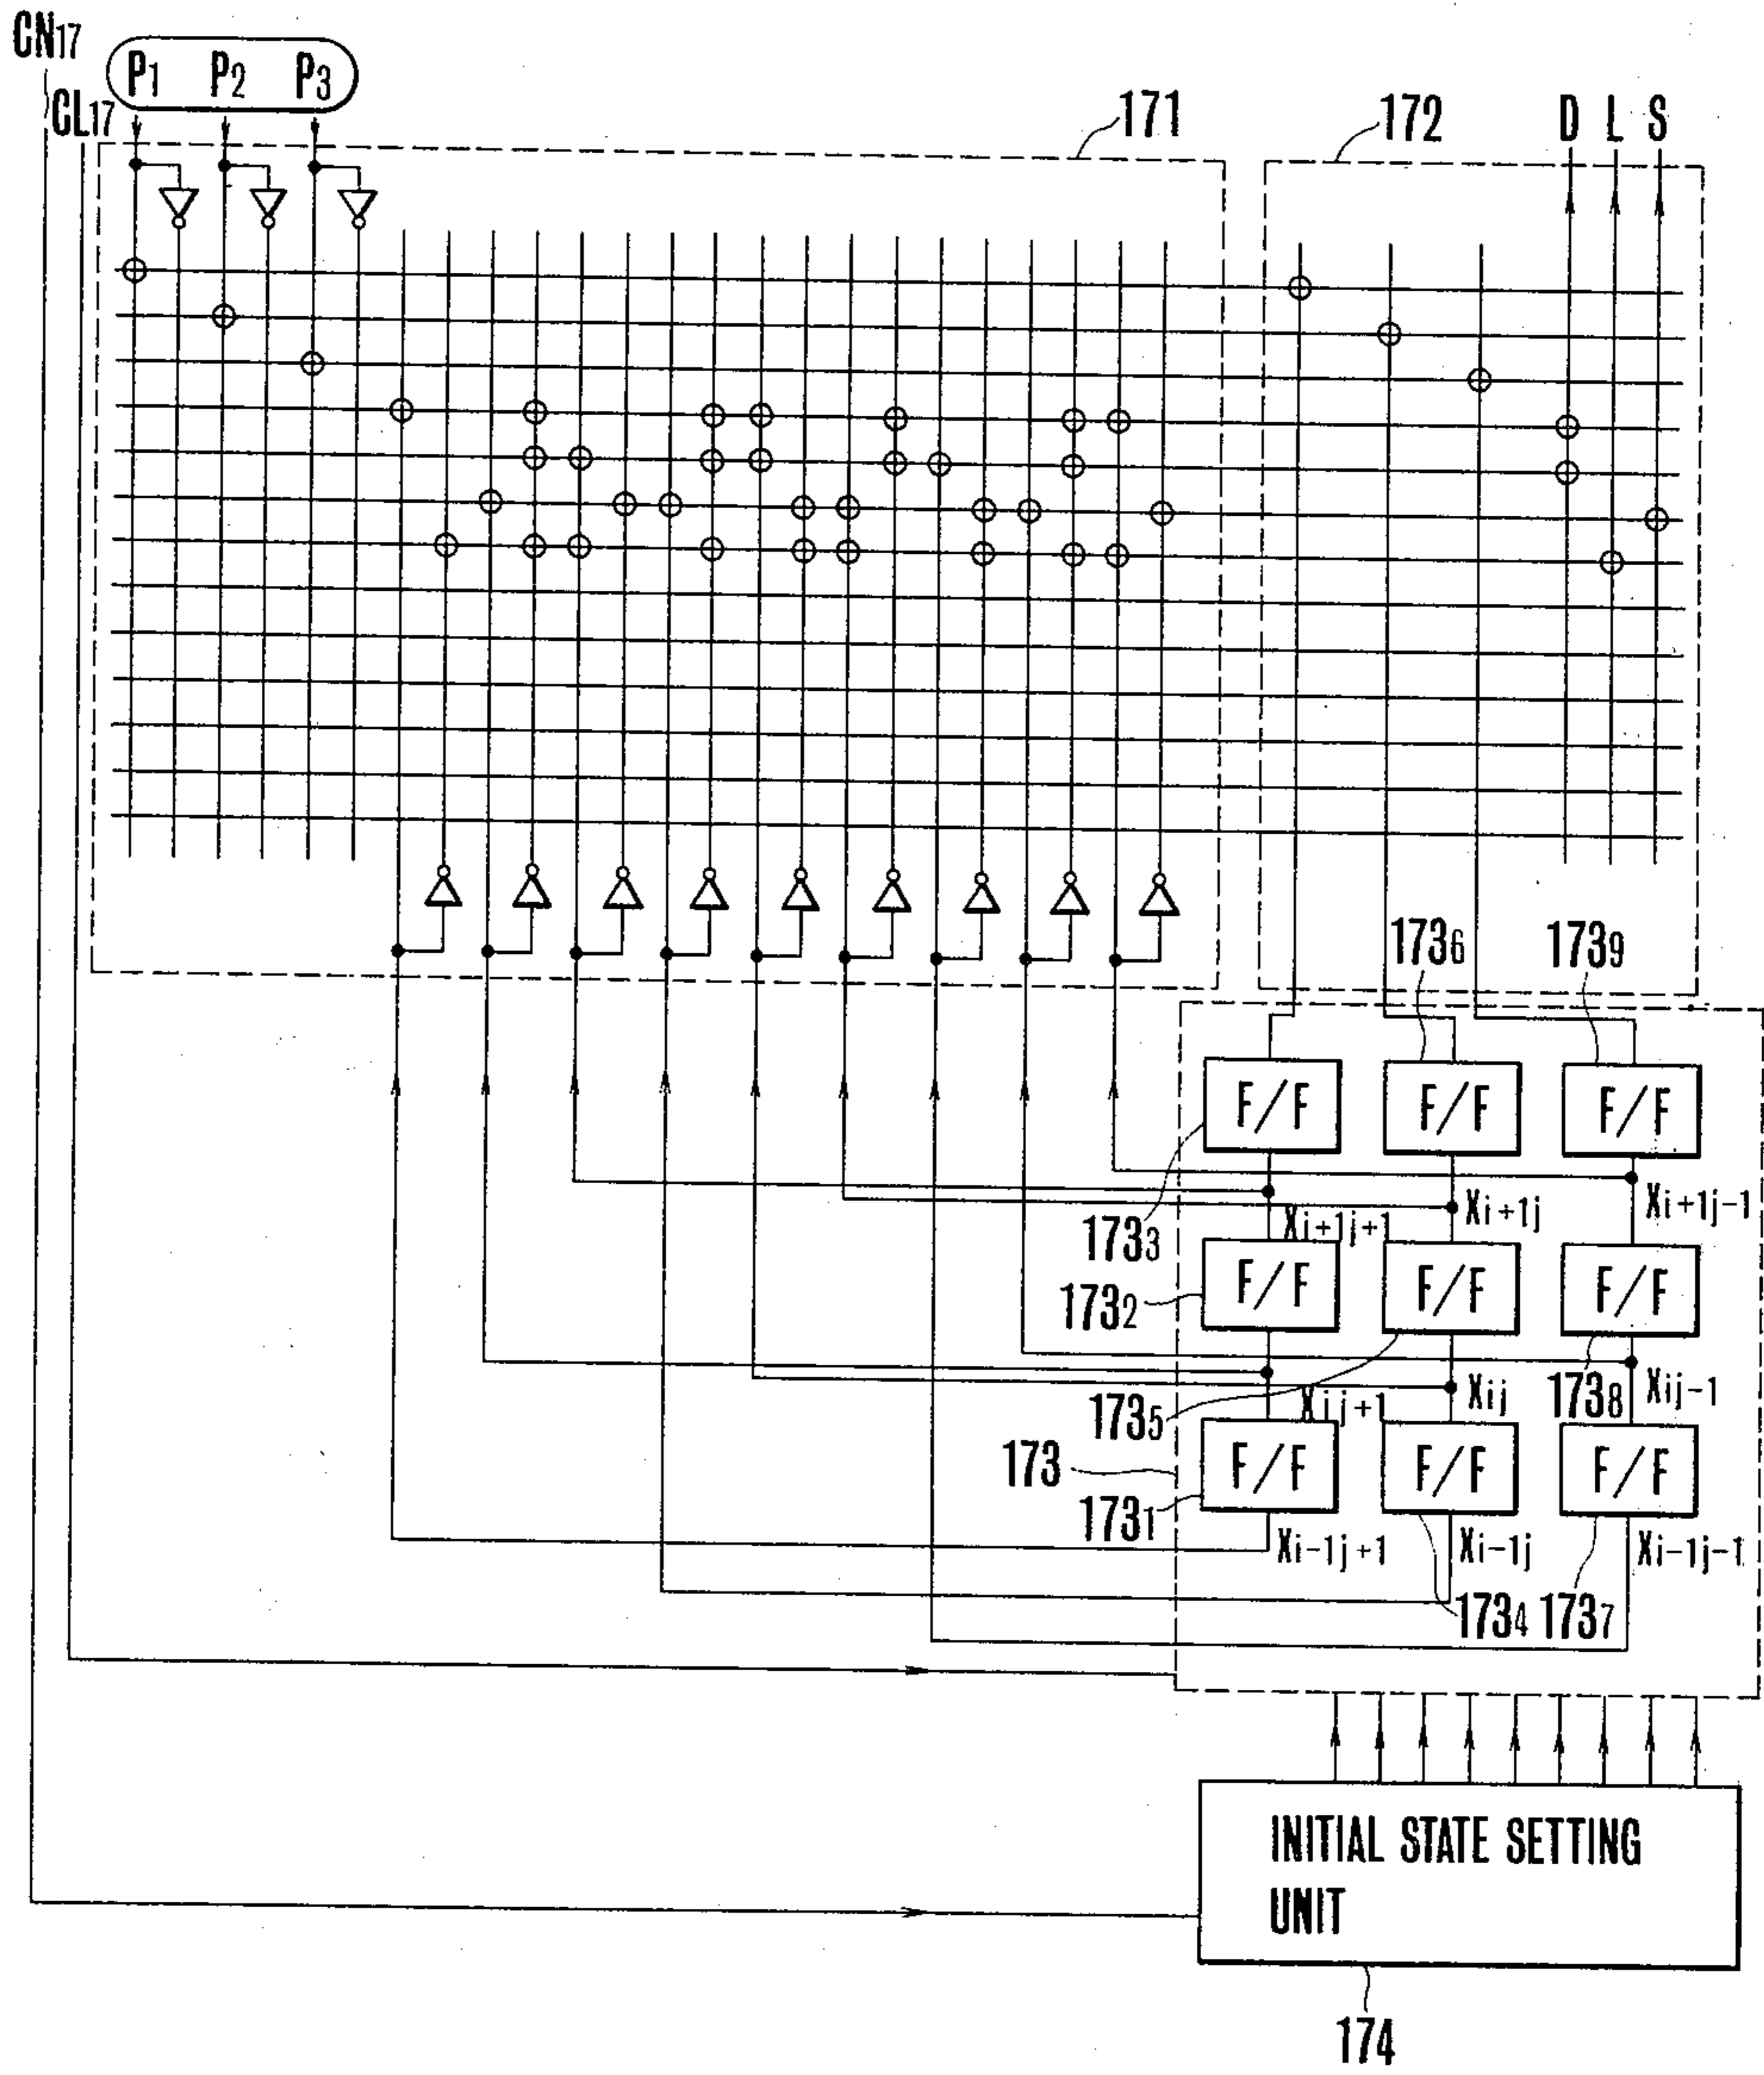 CN17
P1 P2 P3
CL17
171
172
D L S
1736
1739
F/F F/F F/F
1733
Xi+1j+1
Xi+1j
Xi+1j-1
1732
F/F F/F F/F
1735
Xij+1
Xij
1738
Xij-1
173
F/F F/F F/F
1731
Xi-1j+1
Xi-1j
Xi-1j-1
1734
1737
INITIAL STATE SETTING
UNIT
174